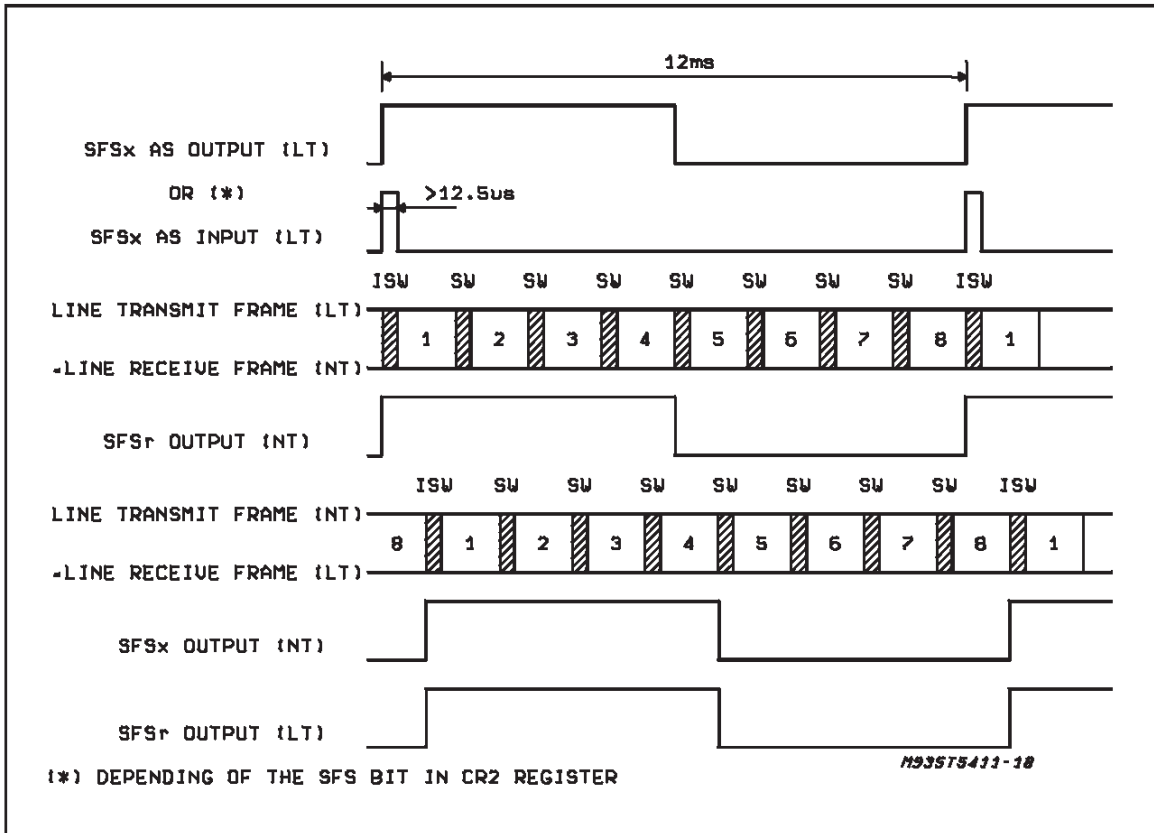 12ms
SFSx AS OUTPUT (LT)
OR (*)
>12.5us
SFSx AS INPUT (LT)
ISW SW SW SW SW SW SW SW ISW
LINE TRANSMIT FRAME (LT)
1 2 3 4 5 6 7 8 1
=LINE RECEIVE FRAME (NT)
SFSr OUTPUT (NT)
ISW SW SW SW SW SW SW SW ISW
LINE TRANSMIT FRAME (NT)
8 1 2 3 4 5 6 7 8 1
=LINE RECEIVE FRAME (LT)
SFSx OUTPUT (NT)
SFSr OUTPUT (LT)
M93ST5411-18
(*) DEPENDING OF THE SFS BIT IN CR2 REGISTER